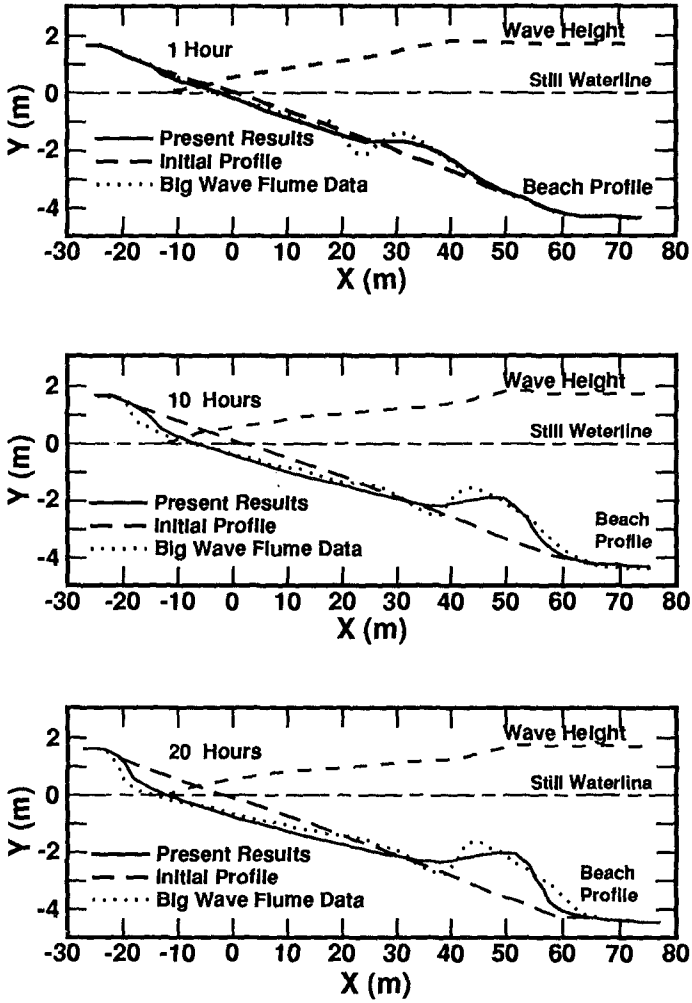 Wave Height
1 Hour
2
Still Waterline
0
Y (m)
Present Results
-2
Initial Profile
Big Wave Flume Data
Beach Profile
-4
-30 -20 -10 0 10 20 30 40 50 60 70 80
X (m)
Wave Height
2
10 Hours
Still Weterline
0
Y (m)
-2
Present Results
Beach
Initial Profile
Profile
Big Wave Flume Data
-4
-30 -20 -10 0 10 20 30 40 50 60 70 80
X (m)
Wave Height
2
20 Hours
Still Waterlina
0
Y (m)
-2
Present Results
Beach
Initial Profile
Profile
Big Wave Flume Data
-4
-30 -20 -10 0 10 20 30 40 50 60 70 80
X (m)